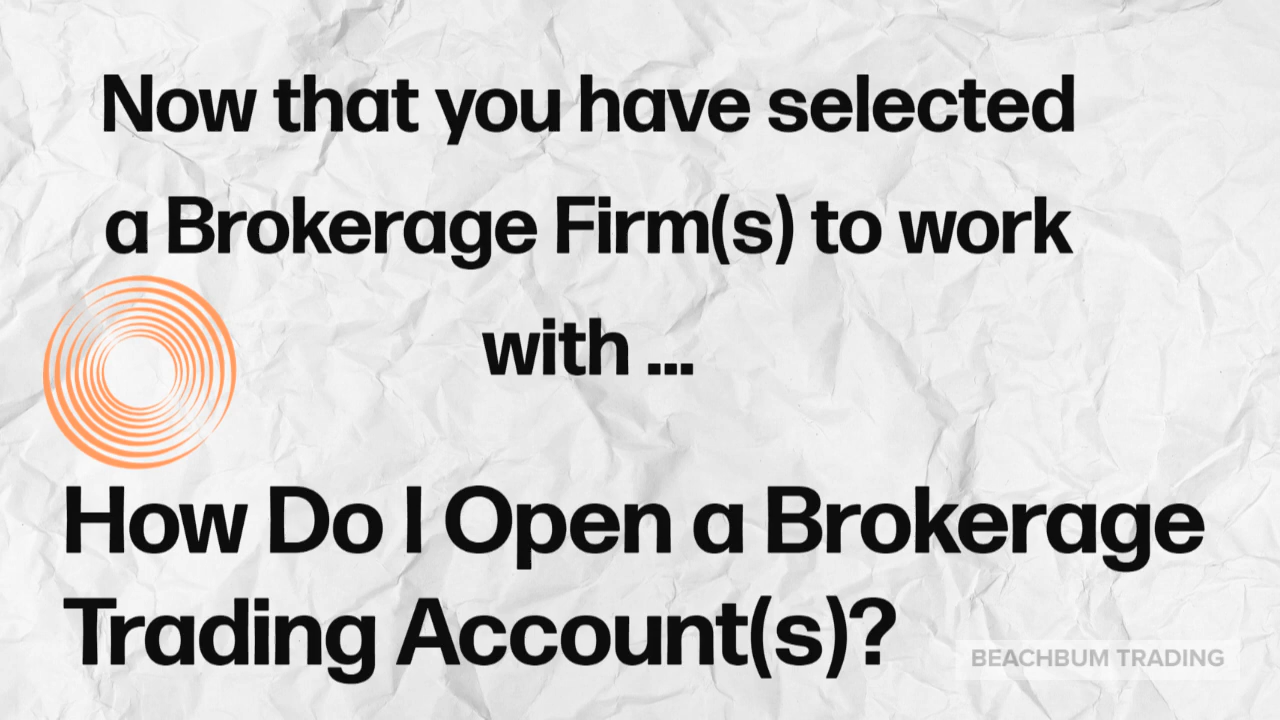 Now that you have selected
a Brokerage Firm(s) to work
with ...
How Do I Open a Brokerage
Trading Account(s)?
BEACHBUM TRADING